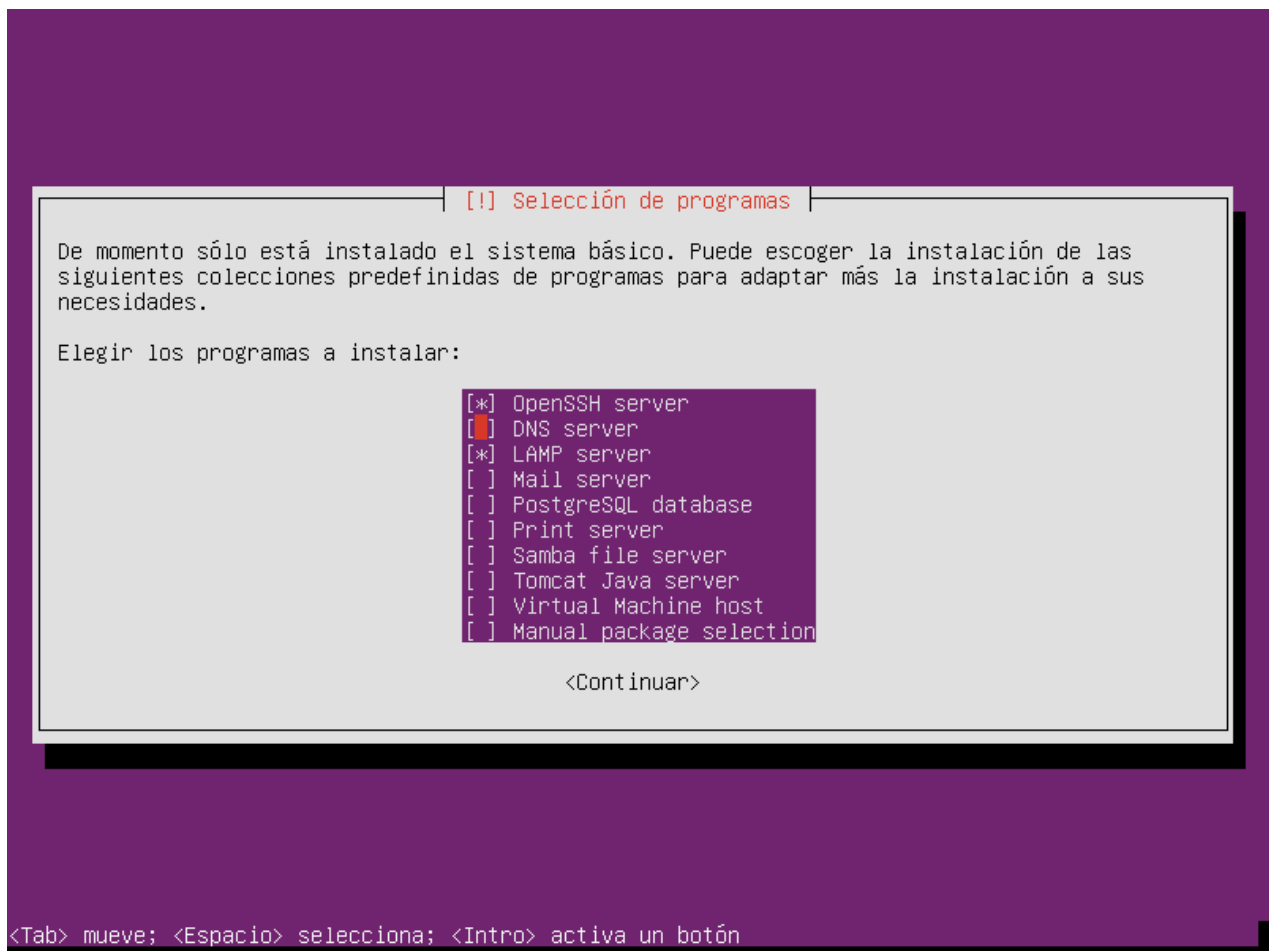 [!] Selección de programas
De momento sólo está instalado el sistema básico. Puede escoger la instalación de las
siguientes colecciones predefinidas de programas para adaptar más la instalación a sus
necesidades.
Elegir los programas a instalar:
[*] OpenSSH server
[ ] DNS server
[*] LAMP server
[ ] Mail server
[ ] PostgreSQL database
[ ] Print server
[ ] Samba file server
[ ] Tomcat Java server
[ ] Virtual Machine host
[ ] Manual package selection
<Continuar>
<Tab> mueve; <Espacio> selecciona; <Intro> activa un botón